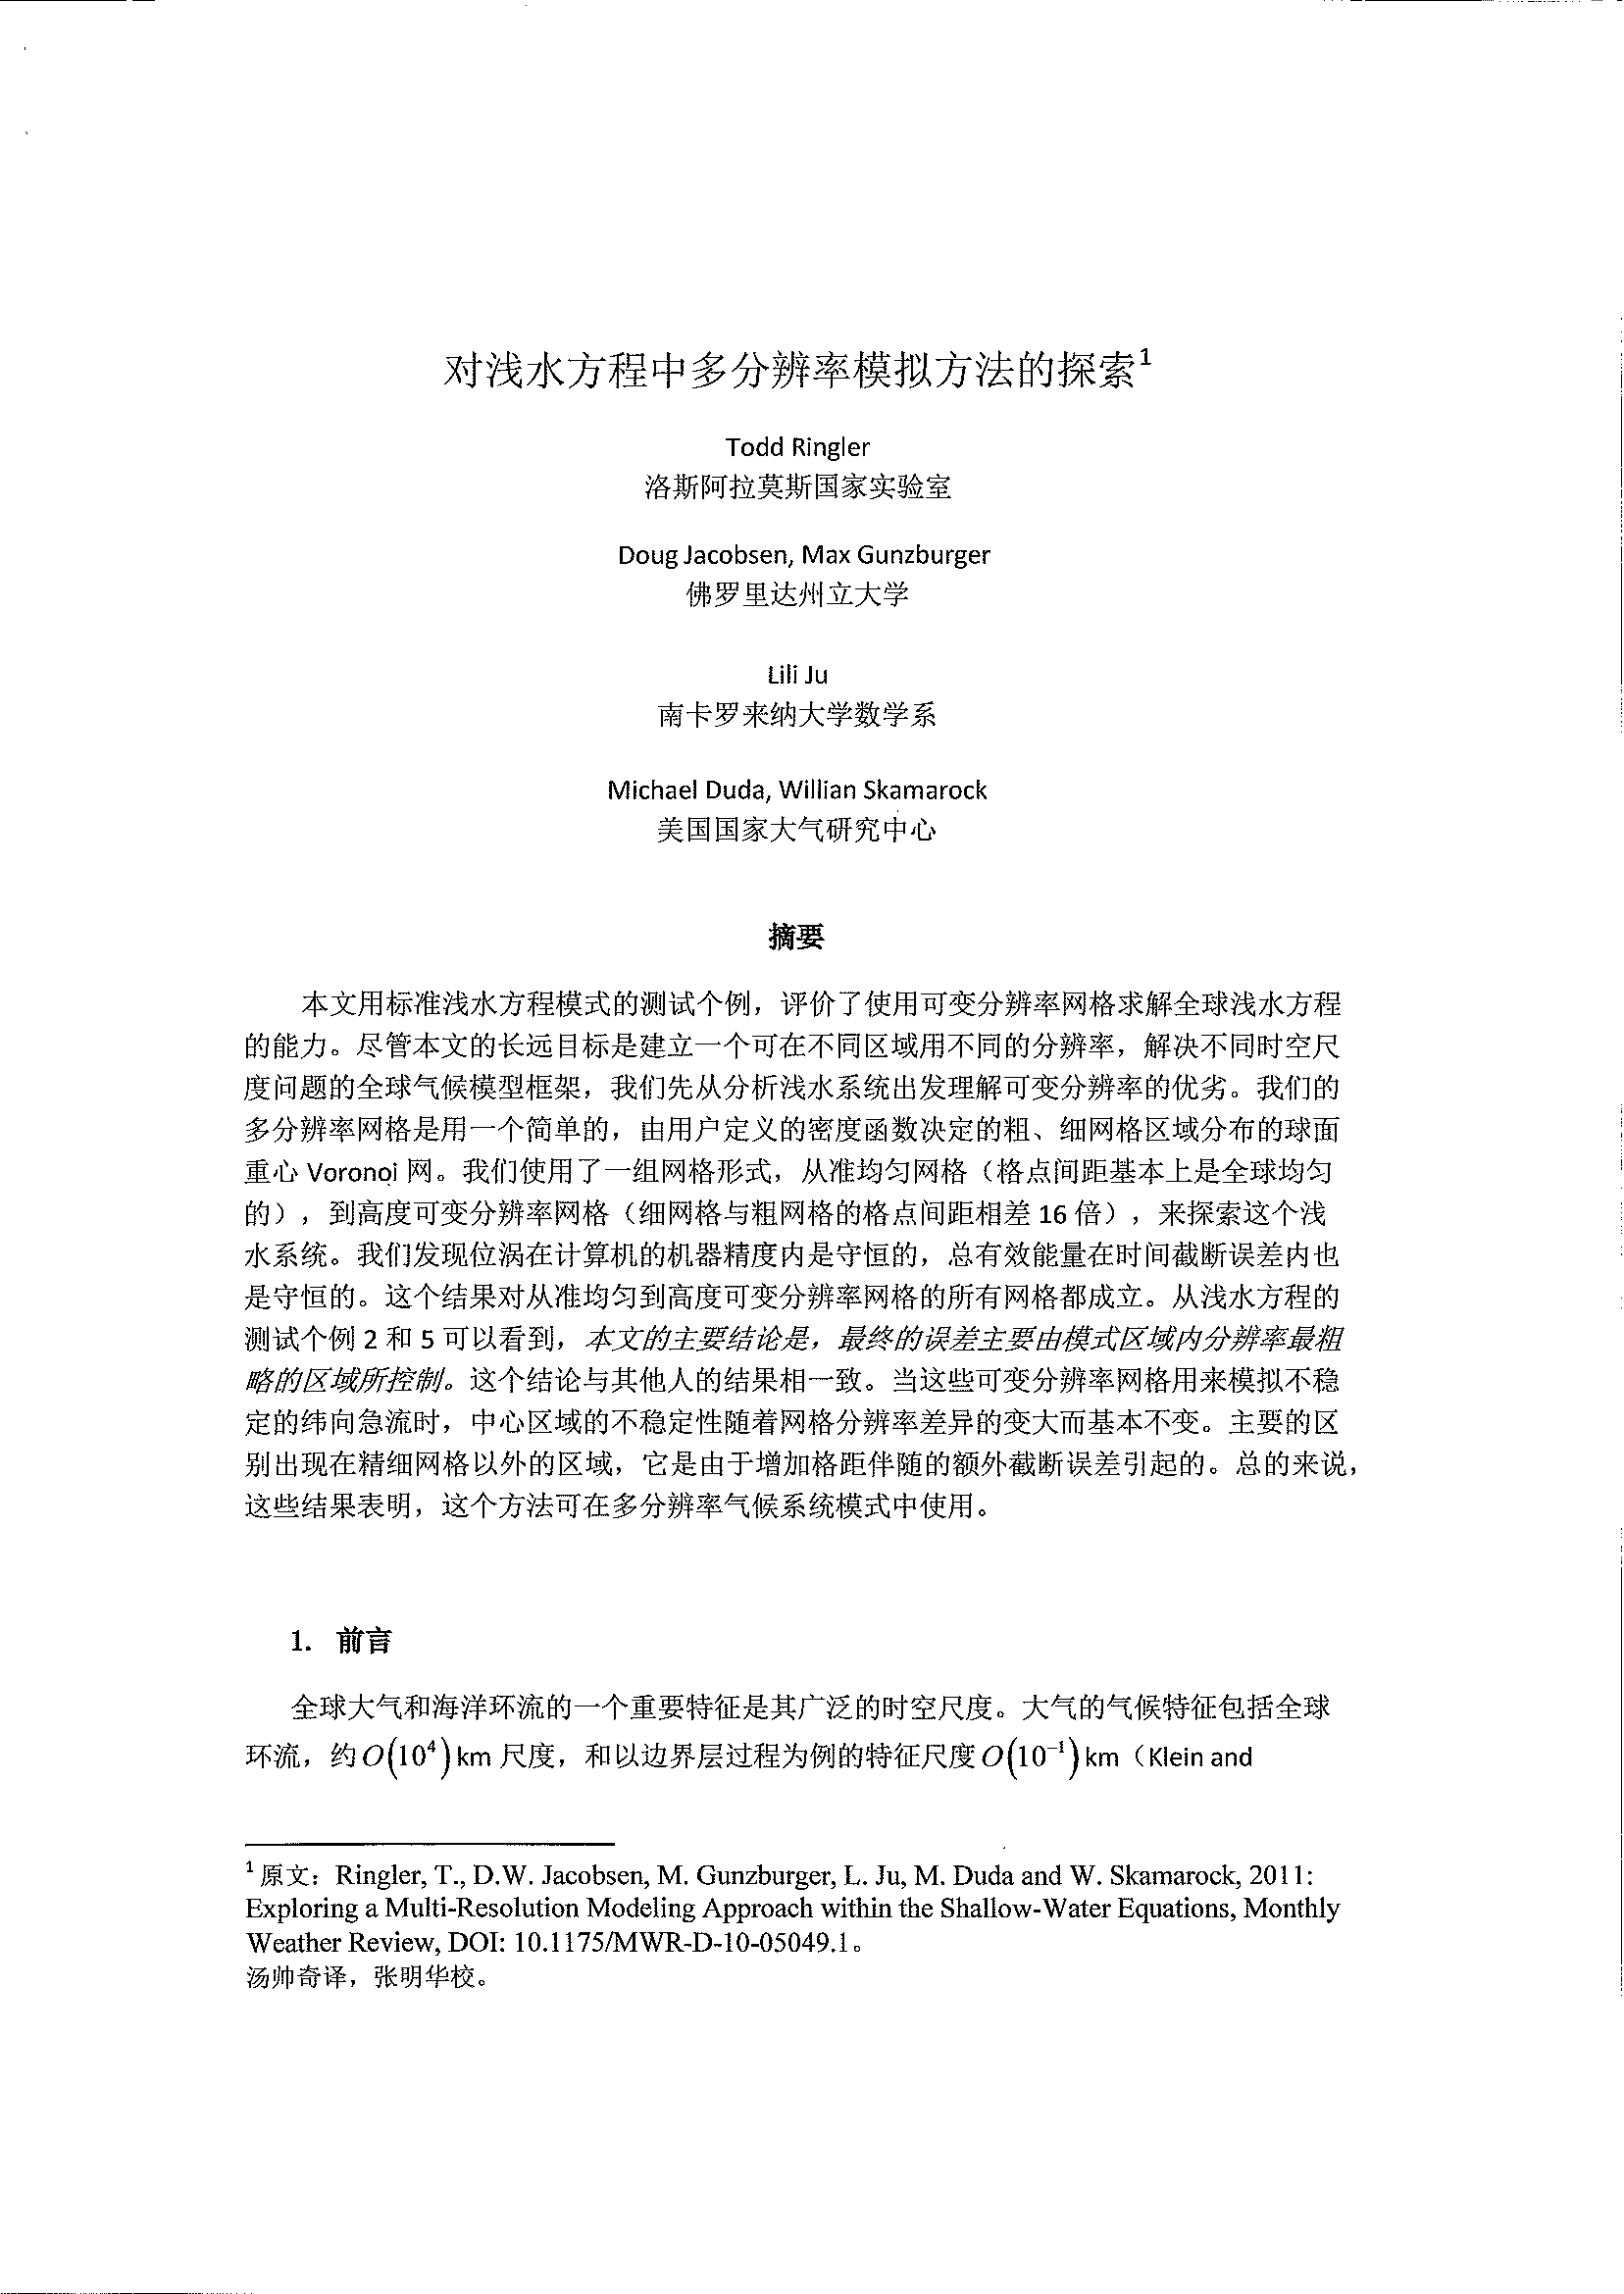 对浅水方程中多分辨率模拟方法的探索¹
Todd Ringler
洛斯阿拉莫斯国家实验室
Doug Jacobsen, Max Gunzburger
佛罗里达州立大学
Lili Ju
南卡罗来纳大学数学系
Michael Duda, Willian Skamarock
美国国家大气研究中心
摘要
本文用标准浅水方程模式的测试个例，评价了使用可变分辨率网格求解全球浅水方程
的能力。尽管本文的长远目标是建立一个可在不同区域用不同的分辨率，解决不同时空尺
度问题的全球气候模型框架，我们先从分析浅水系统出发理解可变分辨率的优劣。我们的
多分辨率网格是用一个简单的，由用户定义的密度函数决定的粗、细网格区域分布的球面
重心 Voronoi 网。我们使用了一组网格形式，从准均匀网格（格点间距基本上是全球均匀
的），到高度可变分辨率网格（细网格与粗网格的格点间距相差 16 倍），来探索这个浅
水系统。我们发现位涡在计算机的机器精度内是守恒的，总有效能量在时间截断误差内也
是守恒的。这个结果对从准均匀到高度可变分辨率网格的所有网格都成立。从浅水方程的
测试个例 2 和 5 可以看到，本文的主要结论是，最终的误差主要由模式区域内分辨率最粗
略的区域所控制。这个结论与其他人的结果相一致。当这些可变分辨率网格用来模拟不稳
定的纬向急流时，中心区域的不稳定性随着网格分辨率差异的变大而基本不变。主要的区
别出现在精细网格以外的区域，它是由于增加格距伴随的额外截断误差引起的。总的来说，
这些结果表明，这个方法可在多分辨率气候系统模式中使用。
1. 前言
全球大气和海洋环流的一个重要特征是其广泛的时空尺度。大气的气候特征包括全球
环流，约 O(10⁴) km 尺度，和以边界层过程为例的特征尺度 O(10⁻¹) km（Klein and
¹ 原文：Ringler, T., D.W. Jacobsen, M. Gunzburger, L. Ju, M. Duda and W. Skamarock, 2011:
Exploring a Multi-Resolution Modeling Approach within the Shallow-Water Equations, Monthly
Weather Review, DOI: 10.1175/MWR-D-10-05049.1。
汤帅奇译，张明华校。